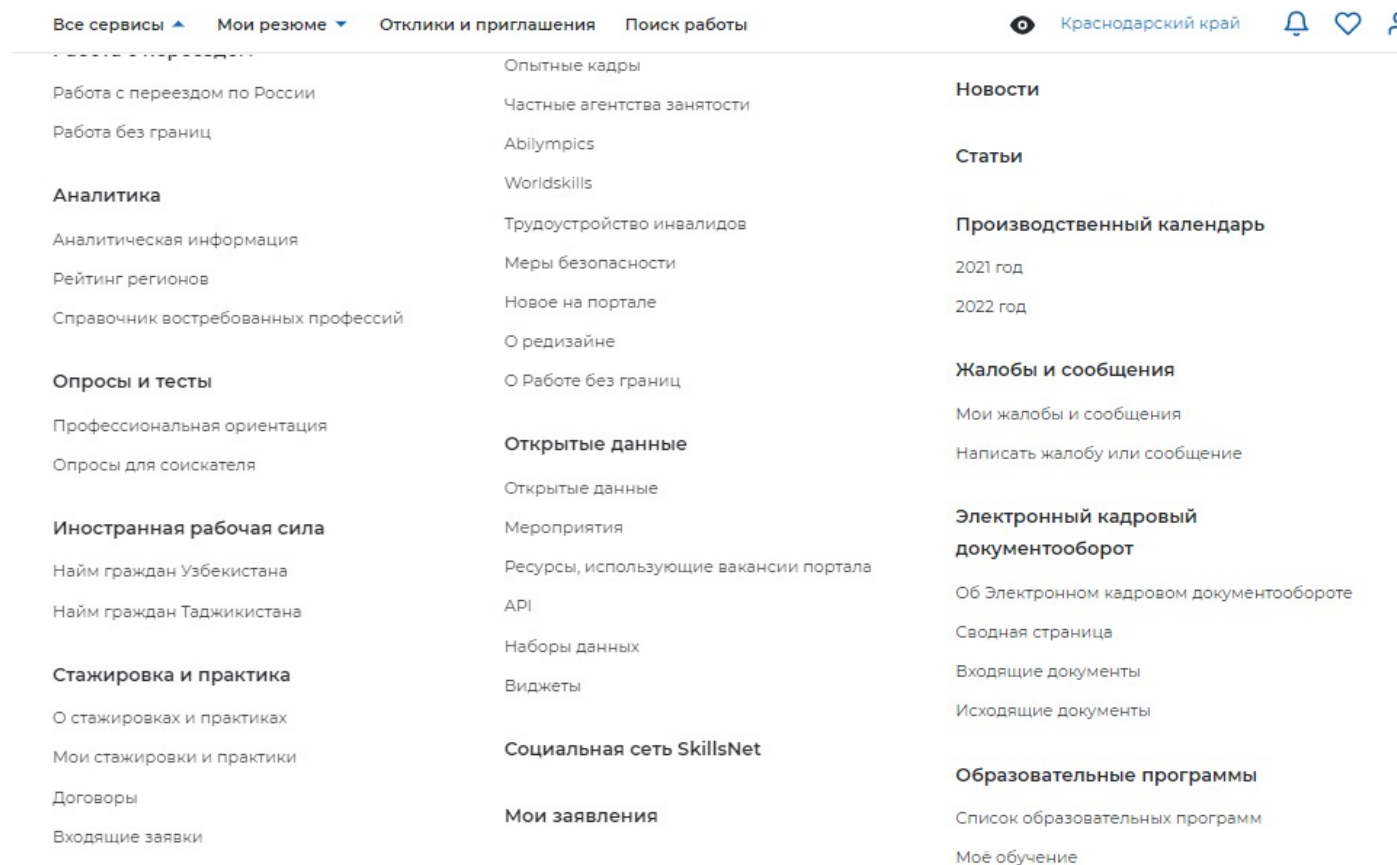 Все сервисы
Мои резюме
Отклики и приглашения
Поиск работы
Краснодарский край
Работа с переездом
Работа с переездом по России
Работа без границ
Аналитика
Аналитическая информация
Рейтинг регионов
Справочник востребованных профессий
Опросы и тесты
Профессиональная ориентация
Опросы для соискателя
Иностранная рабочая сила
Найм граждан Узбекистана
Найм граждан Таджикистана
Стажировка и практика
О стажировках и практиках
Мои стажировки и практики
Договоры
Входящие заявки
Опытные кадры
Частные агентства занятости
Abilympics
Worldskills
Трудоустройство инвалидов
Меры безопасности
Новое на портале
О редизайне
О Работе без границ
Открытые данные
Открытые данные
Мероприятия
Ресурсы, использующие вакансии портала
API
Наборы данных
Виджеты
Социальная сеть SkillsNet
Мои заявления
Новости
Статьи
Производственный календарь
2021 год
2022 год
Жалобы и сообщения
Мои жалобы и сообщения
Написать жалобу или сообщение
Электронный кадровый
документооборот
Об Электронном кадровом документообороте
Сводная страница
Входящие документы
Исходящие документы
Образовательные программы
Список образовательных программ
Моё обучение